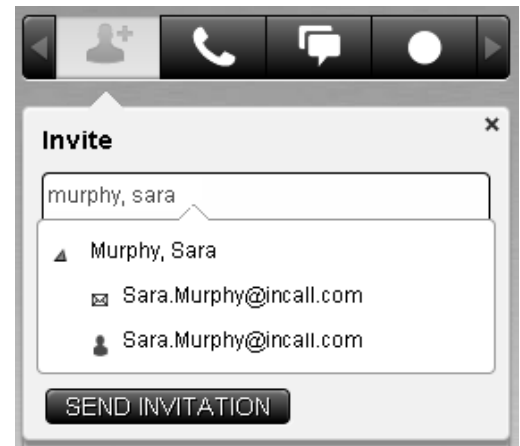 Invite
murphy, sara
Murphy, Sara
Sara.Murphy@incall.com
Sara.Murphy@incall.com
SEND INVITATION